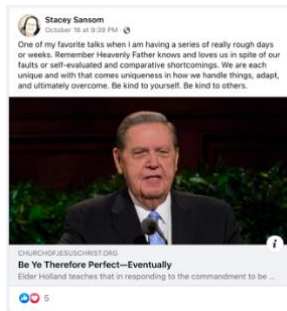 Stacey Sansom
October 16 at 9:39 PM ·
One of my favorite talks when I am having a series of really rough days
or weeks. Remember Heavenly Father knows and loves us in spite of our
faults or self-evaluated and comparative shortcomings. We are each
unique and with that comes uniqueness in how we handle things, adapt,
and ultimately overcome. Be kind to yourself. Be kind to others.
i
CHURCHOFJESUSCHRIST.ORG
Be Ye Therefore Perfect—Eventually
Elder Holland teaches that in responding to the commandment to be ...
5